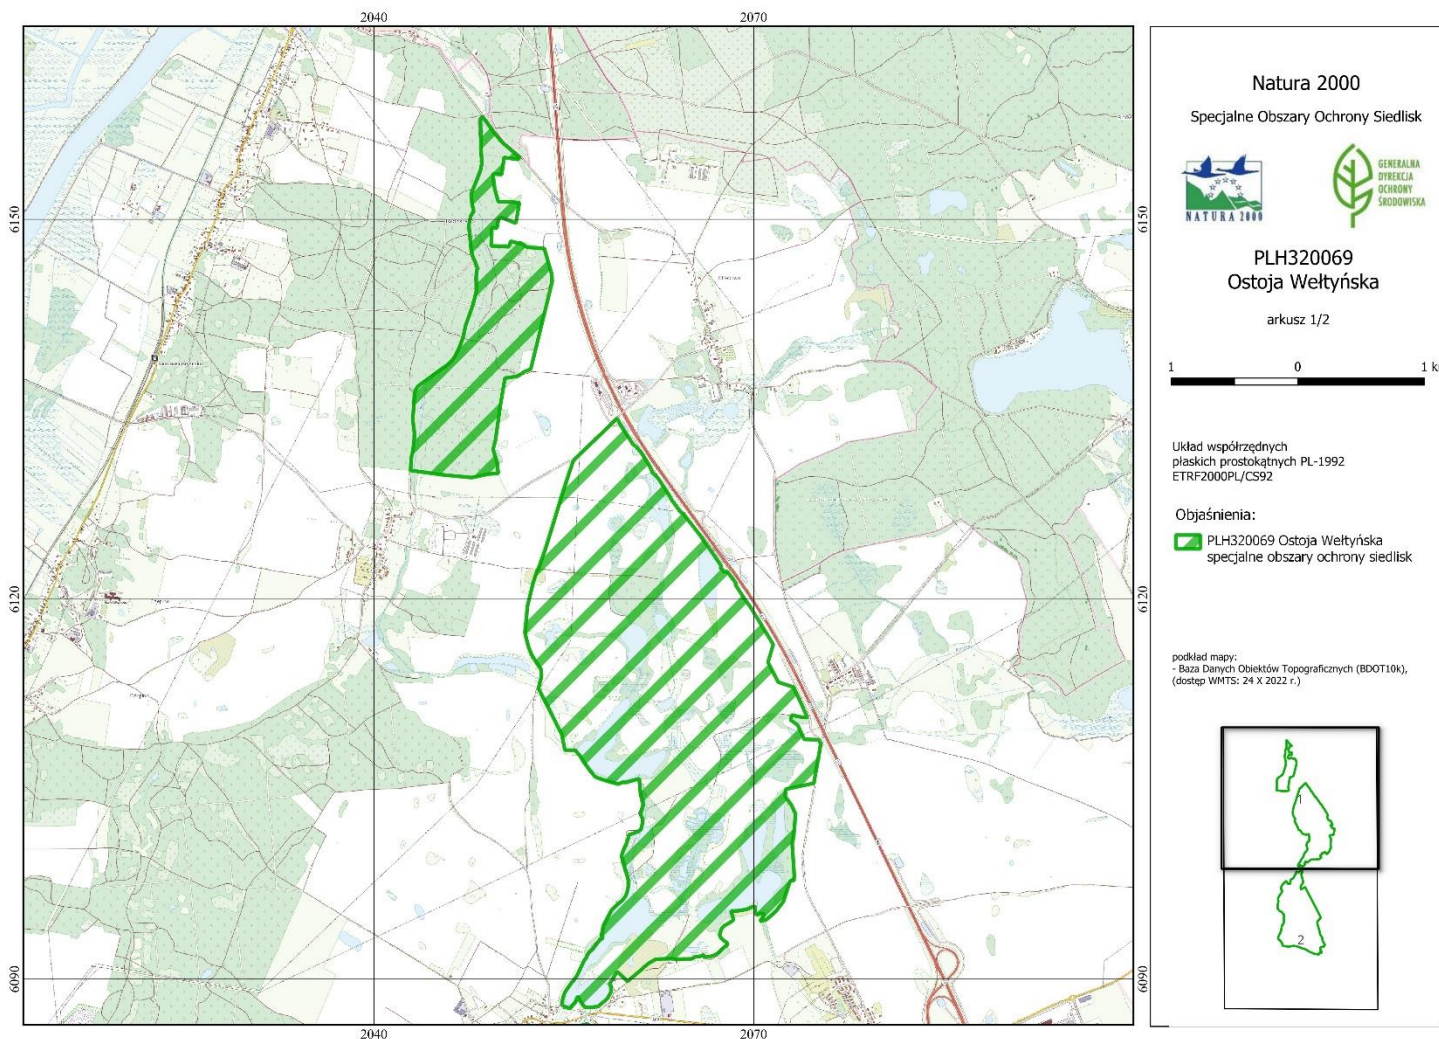 2040
2070
6150
6150
6120
6120
6090
6090
2040
2070
Natura 2000
Specjalne Obszary Ochrony Siedlisk
NATURA 2000
GENERALNA
DYREKCJA
OCHRONY
ŚRODOWISKA
PLH320069
Ostoja Wełtyńska
arkusz 1/2
1
0
1 k
Układ współrzędnych
płaskich prostokątnych PL-1992
ETRF2000PL/CS92
Objaśnienia:
PLH320069 Ostoja Wełtyńska
specjalne obszary ochrony siedlisk
podkład mapy:
- Baza Danych Obiektów Topograficznych (BDOT10k),
(dostęp WMTS: 24 X 2022 r.)
1
2